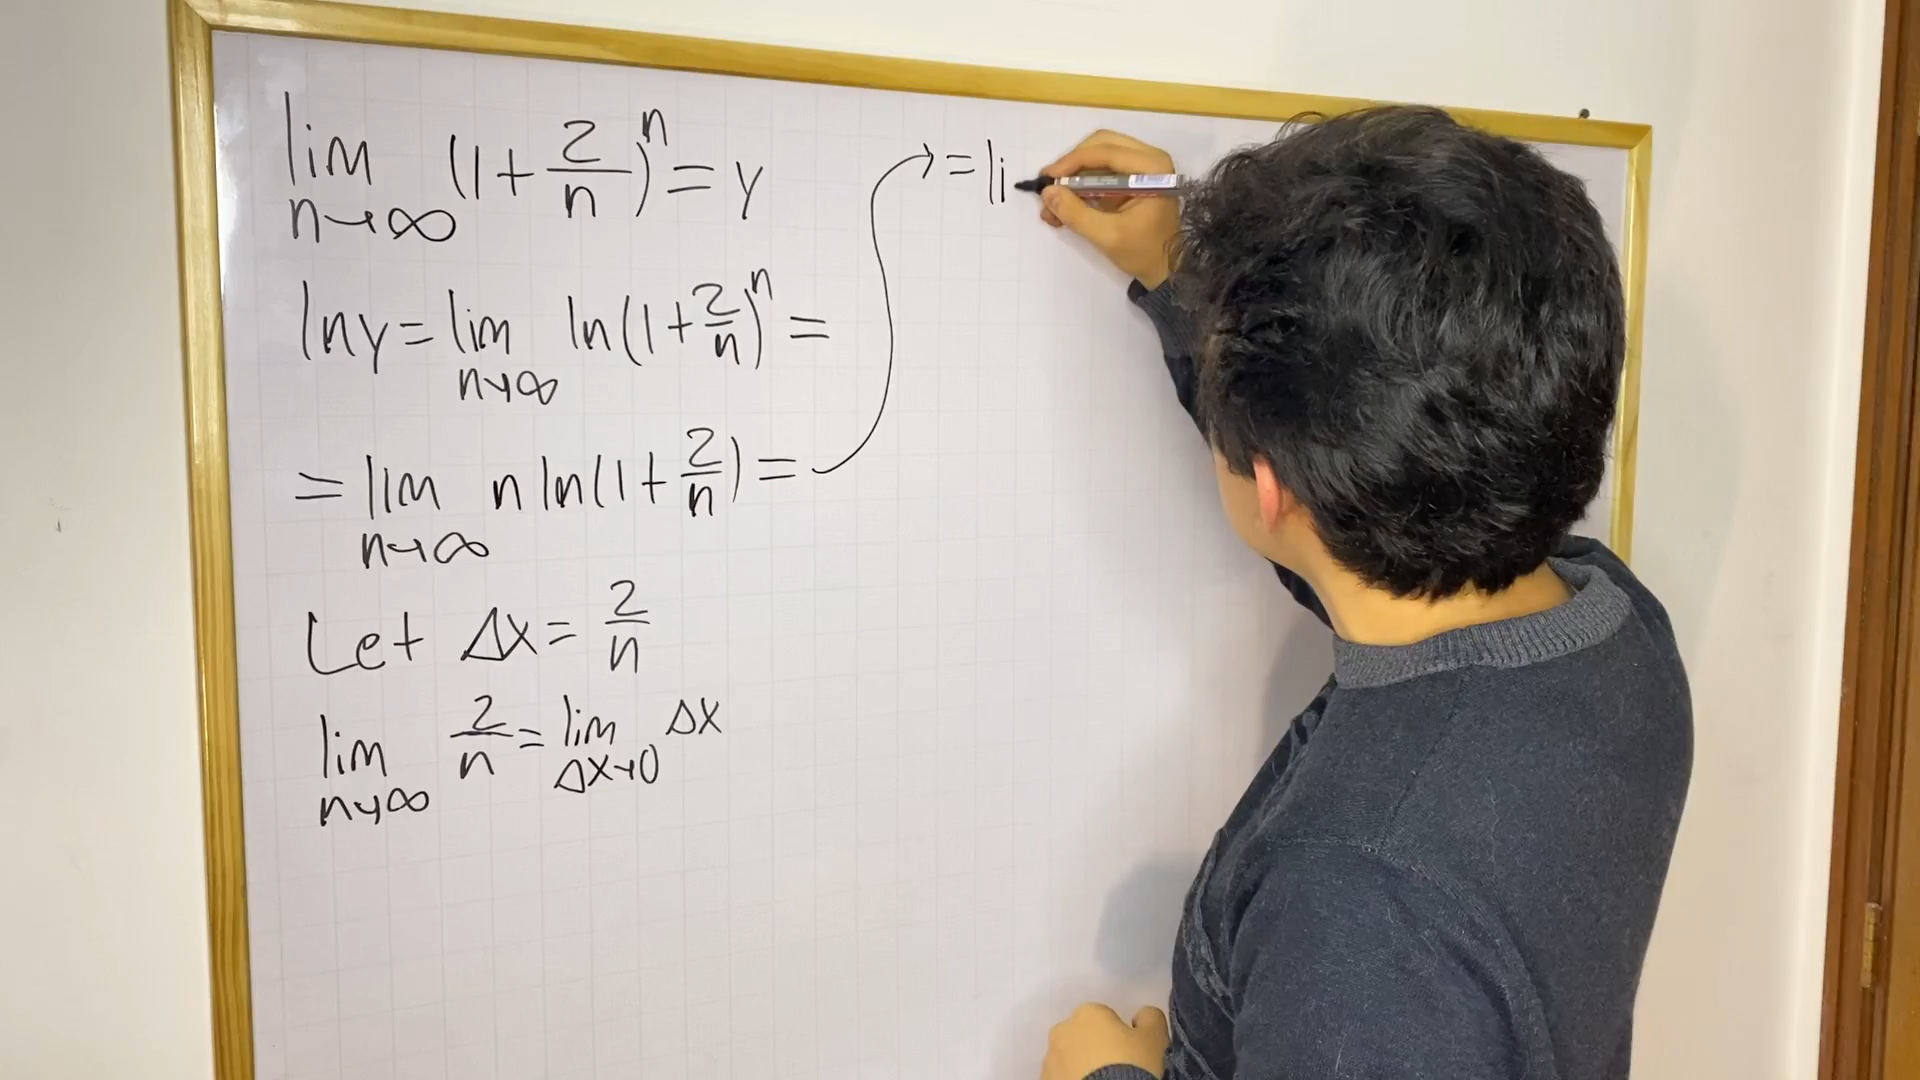 lim (1+2/n)^n = y
n→∞
ln y = lim ln(1+2/n)^n =
n→∞
= lim n ln(1+2/n) =
n→∞
Let Δx = 2/n
lim 2/n = lim Δx
n→∞ Δx→0
= li